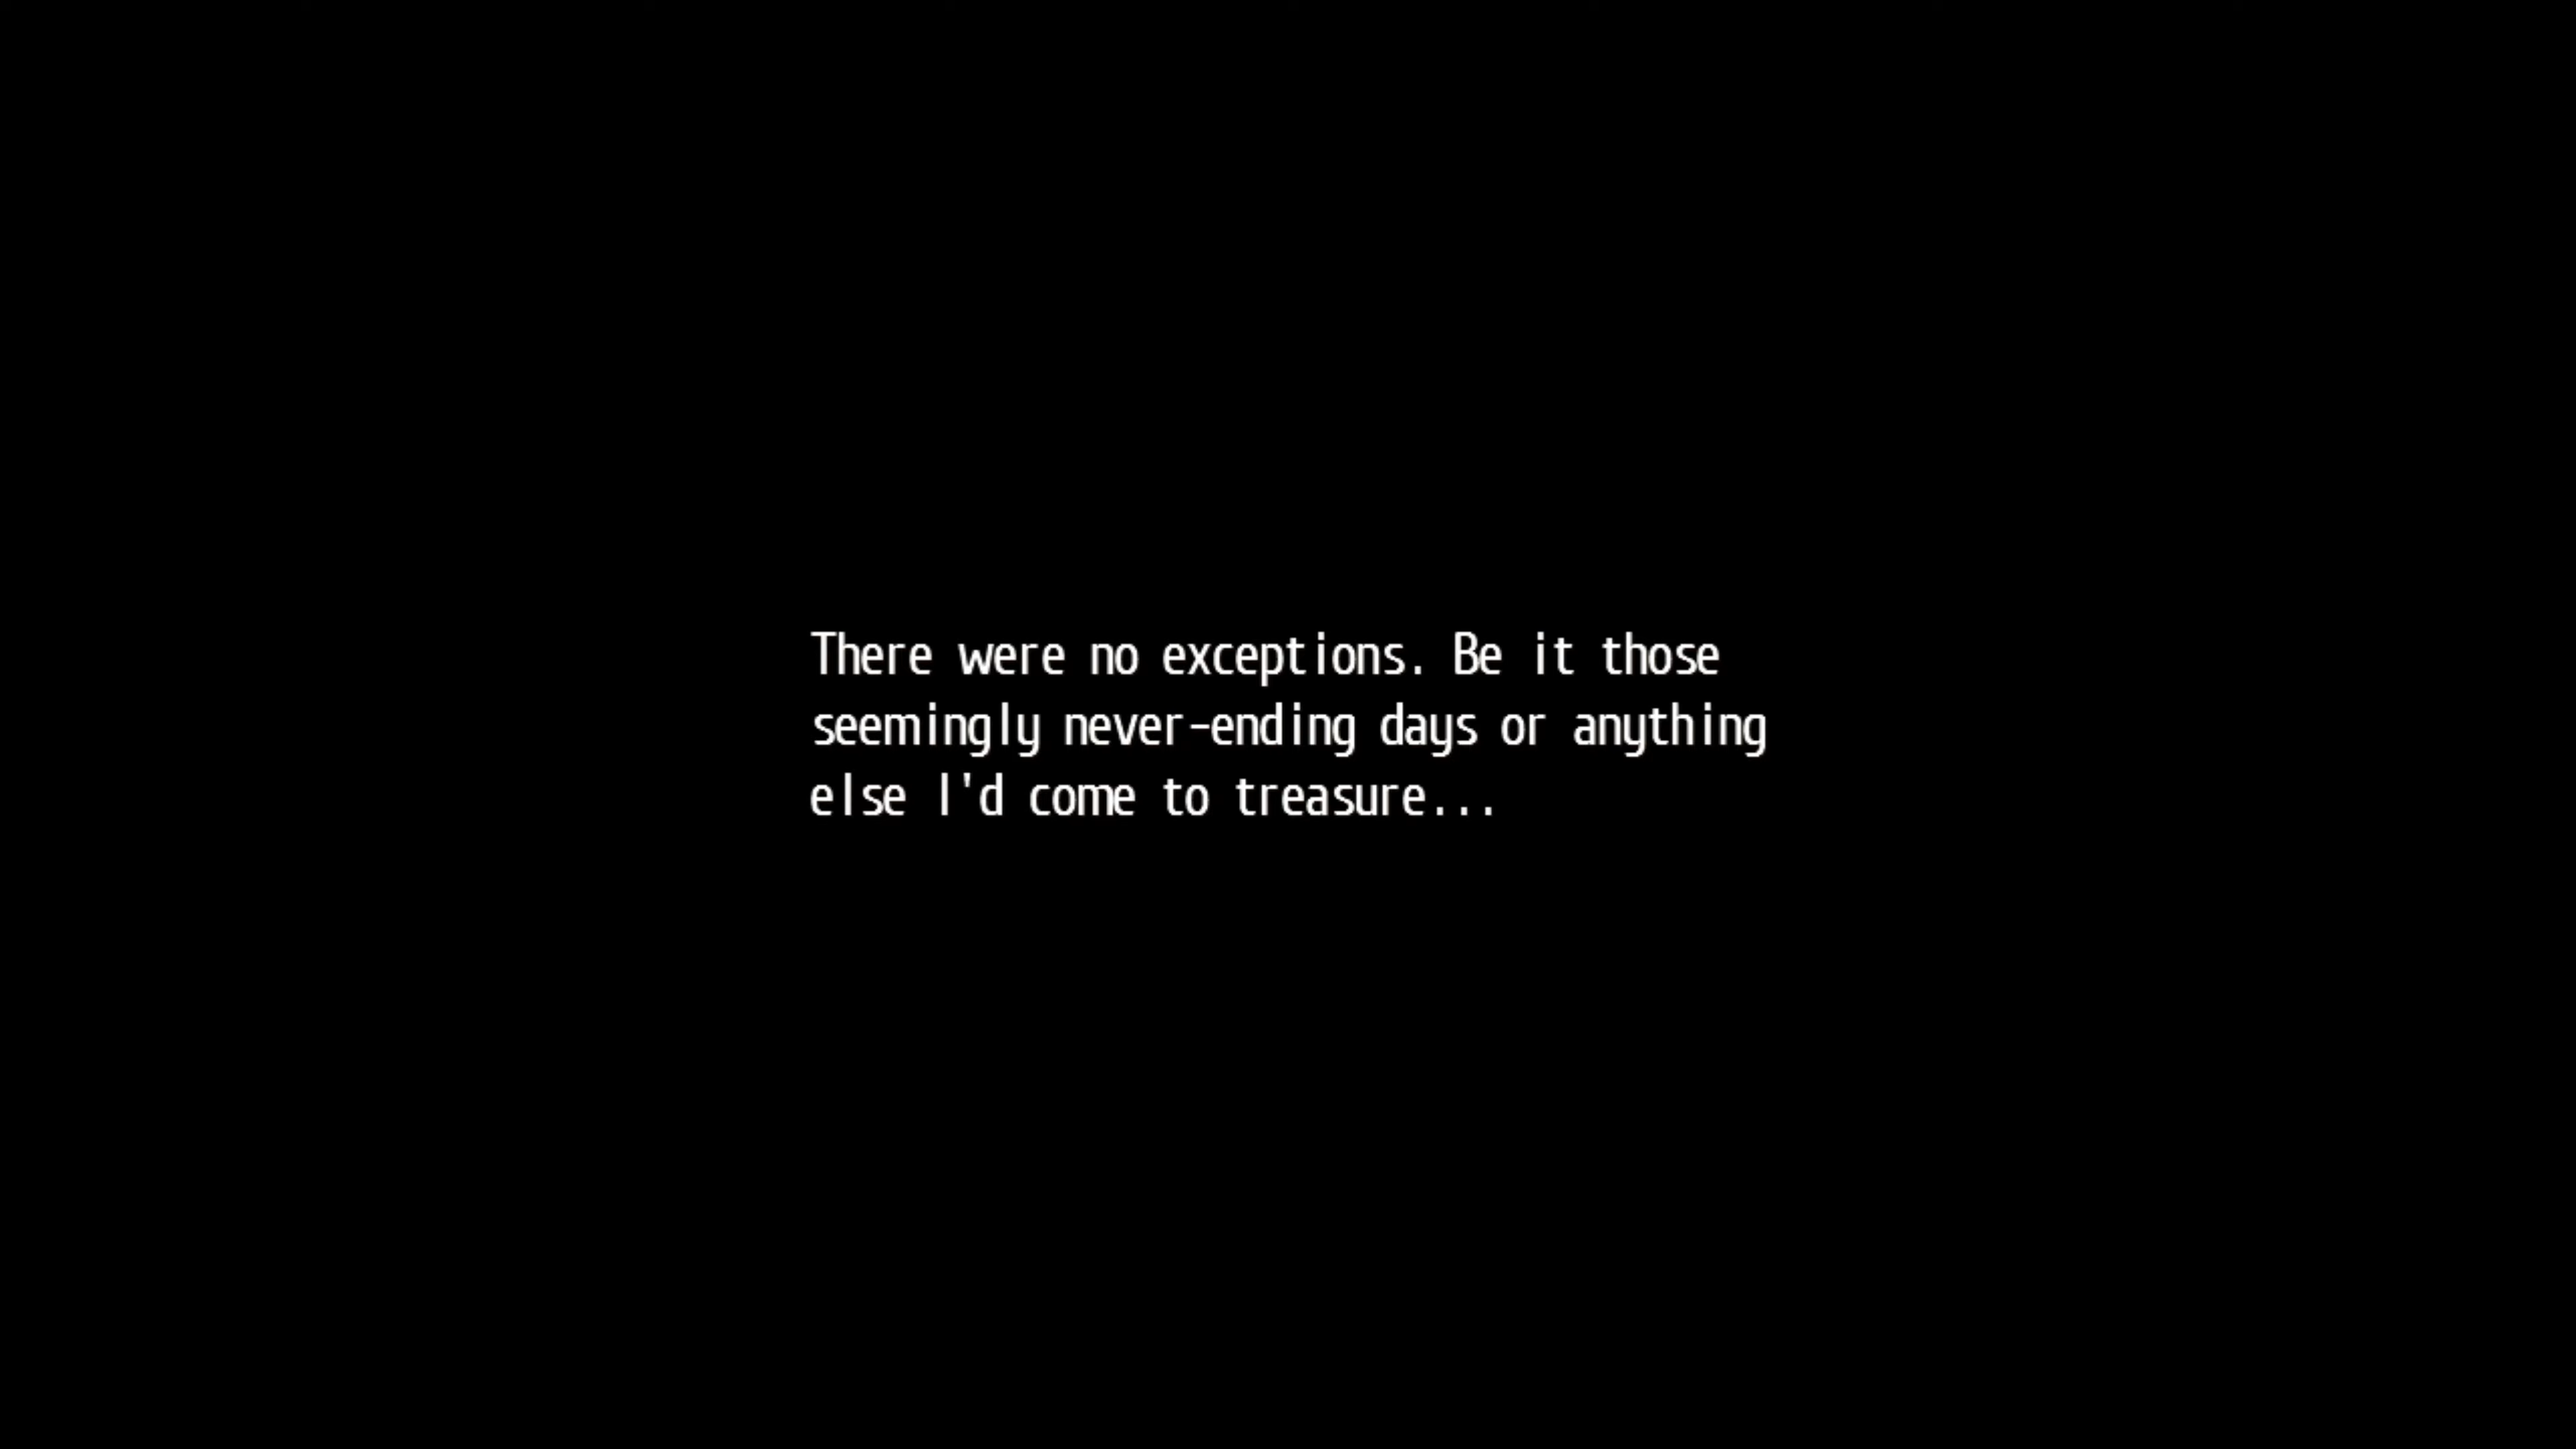 There were no exceptions. Be it those
seemingly never-ending days or anything
else I'd come to treasure...